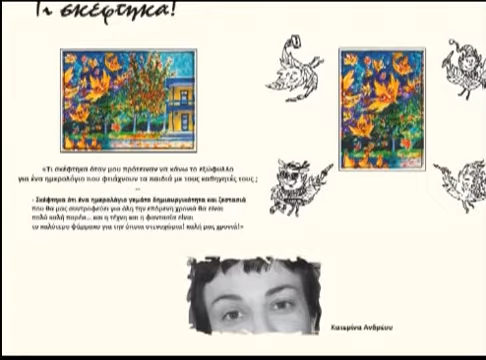 Τι σκέφτηκα!
«Τι σκέφτηκα όταν μου πρότειναν να κάνω το εξώφυλλο
για ένα ημερολόγιο που φτιάχνουν τα παιδιά με τους καθηγητές τους ;
...
- Σκέφτηκα ότι ένα ημερολόγιο γεμάτο δημιουργικότητα και ζεστασιά
που θα μας συντροφεύει για όλη την επόμενη χρονιά θα είναι
πολύ καλή παρέα... και η τέχνη και η φαντασία είναι
το καλύτερο φάρμακο για την όποια στενοχώρια! καλή μας χρονιά!»
Κατερίνα Ανδρέου